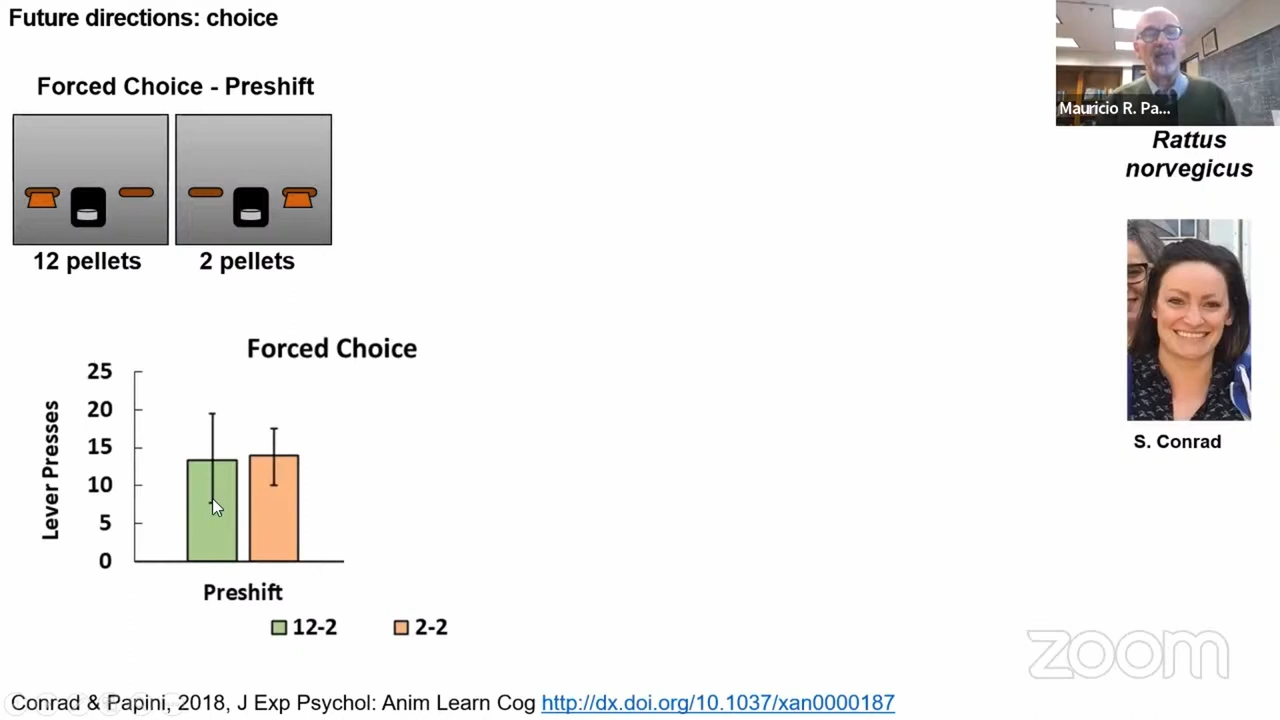 Future directions: choice
Forced Choice - Preshift
12 pellets
2 pellets
Forced Choice
25
20
15
10
5
0
Lever Presses
Preshift
12-2
2-2
Mauricio R. Pa...
Rattus
norvegicus
S. Conrad
zoom
Conrad & Papini, 2018, J Exp Psychol: Anim Learn Cog http://dx.doi.org/10.1037/xan0000187